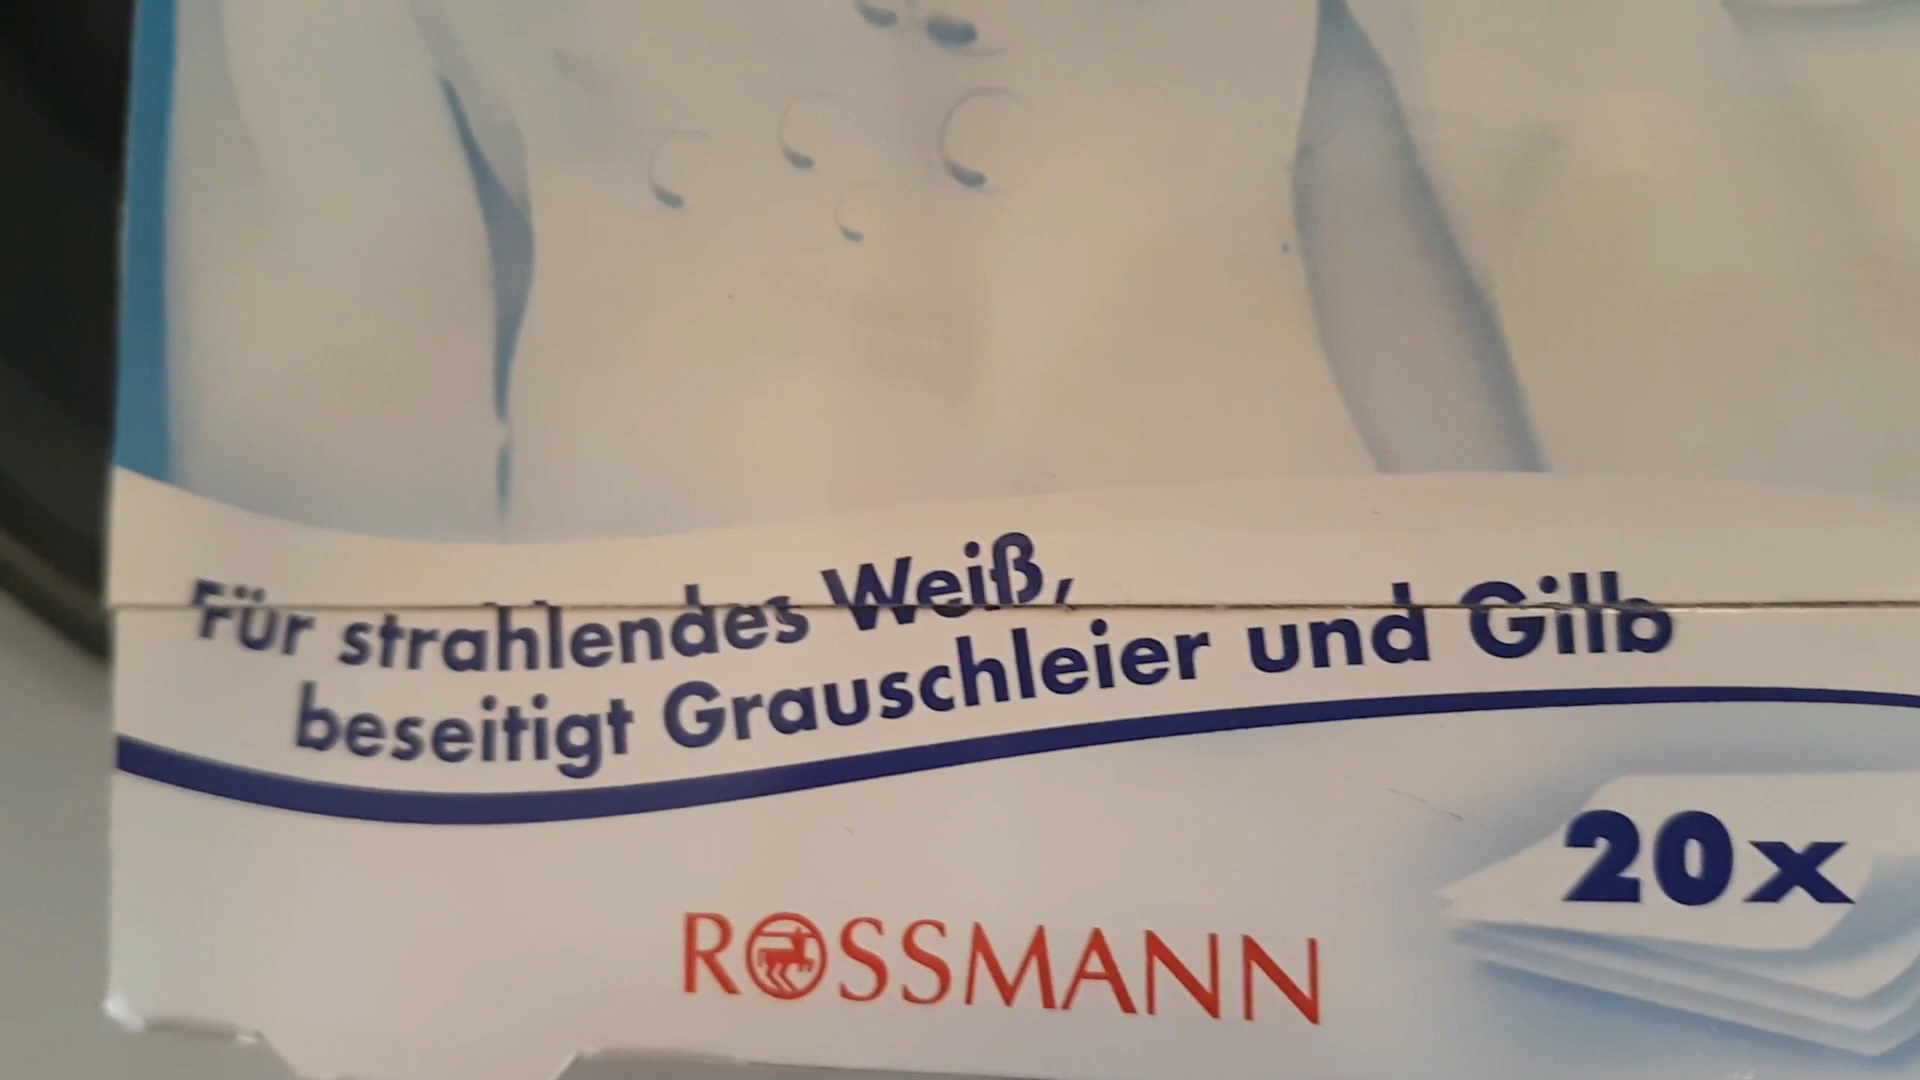 Für strahlendes Weiß,
beseitigt Grauschleier und Gilb
20x
ROSSMANN